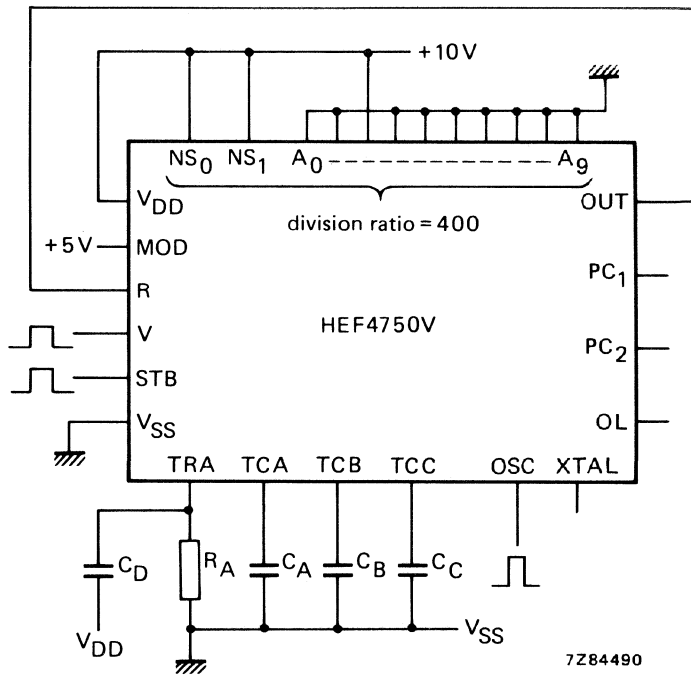 +10V
NS0 NS1 A0 ---------------- A9
VDD
division ratio = 400
OUT
+5V
MOD
R
PC1
HEF4750V
V
PC2
STB
OL
VSS
TRA TCA TCB TCC OSC XTAL
CD
RA
CA
CB
CC
VDD
VSS
7Z84490